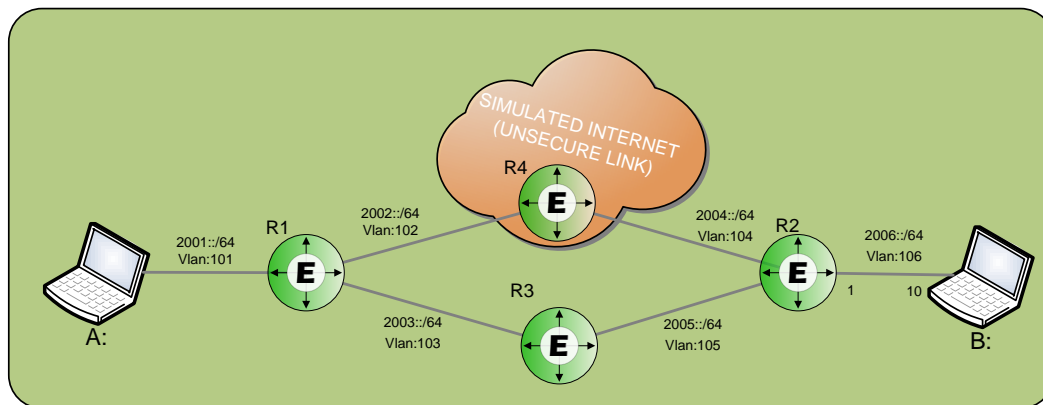 SIMULATED INTERNET
(UNSECURE LINK)
R4
2002::/64
Vlan:102
2004::/64
Vlan:104
R1
R2
2001::/64
Vlan:101
2006::/64
Vlan:106
E
E
E
1
10
A:
B:
R3
2003::/64
Vlan:103
2005::/64
Vlan:105
E